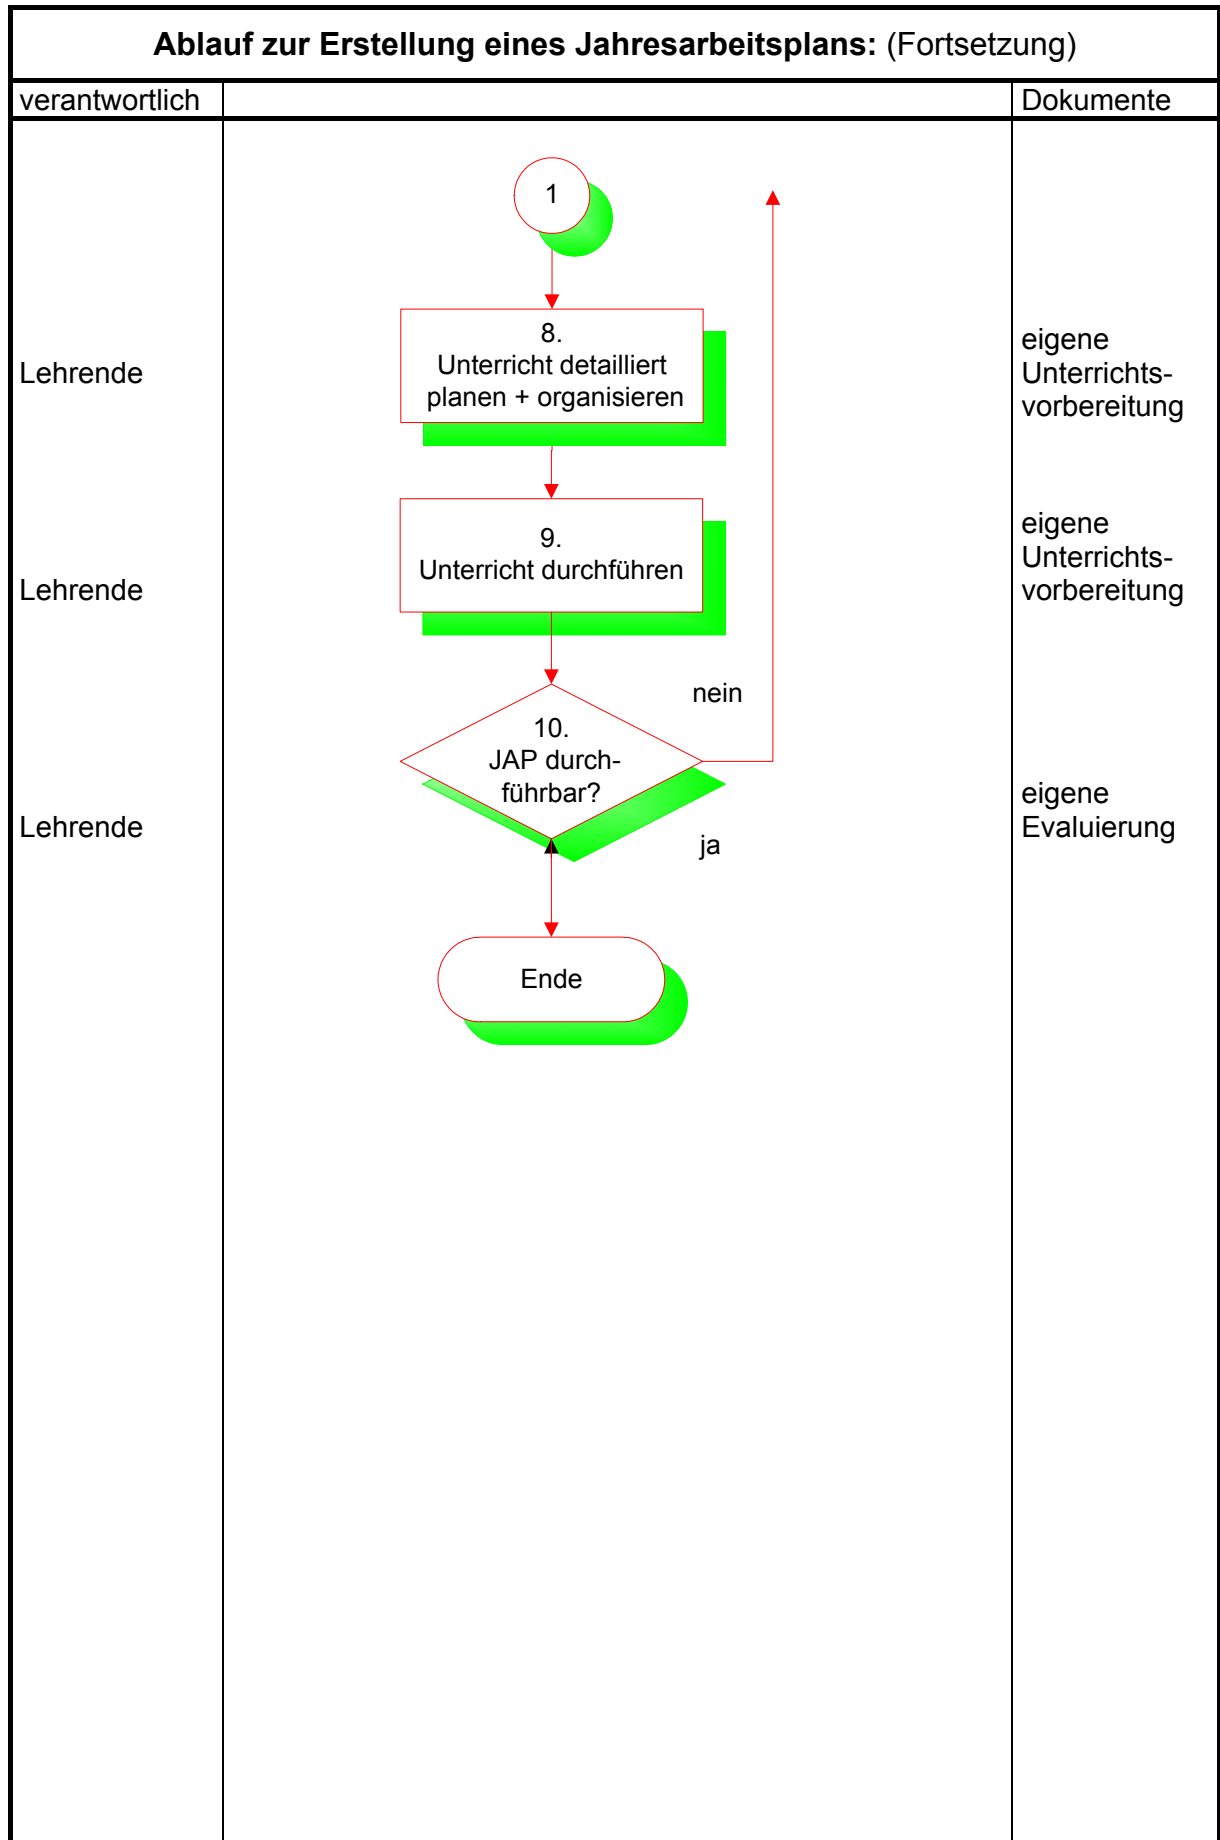 Ablauf zur Erstellung eines Jahresarbeitsplans: (Fortsetzung)
verantwortlich
Dokumente
1
8.
Unterricht detailliert
planen + organisieren
Lehrende
eigene
Unterrichts-
vorbereitung
9.
Unterricht durchführen
Lehrende
eigene
Unterrichts-
vorbereitung
nein
10.
JAP durch-
führbar?
Lehrende
eigene
Evaluierung
ja
Ende